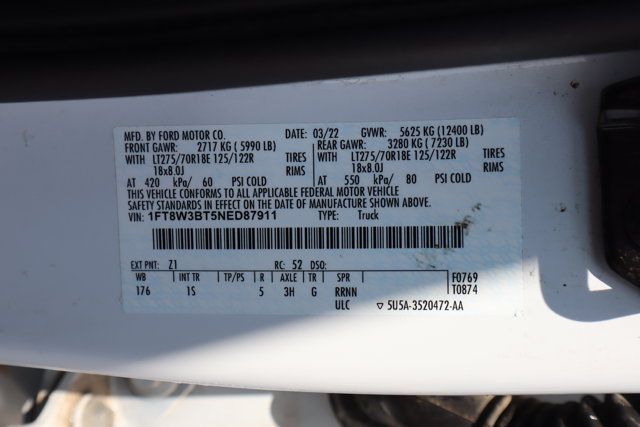 MFD. BY FORD MOTOR CO. DATE: 03/22 GVWR: 5625 KG (12400 LB)
FRONT GAWR: 2717 KG ( 5990 LB) REAR GAWR: 3280 KG ( 7230 LB)
WITH LT275/70R18E 125/122R TIRES WITH LT275/70R18E 125/122R TIRES
18x8.0J RIMS 18x8.0J RIMS
AT 420 kPa/ 60 PSI COLD AT 550 kPa/ 80 PSI COLD
THIS VEHICLE CONFORMS TO ALL APPLICABLE FEDERAL MOTOR VEHICLE
SAFETY STANDARDS IN EFFECT ON THE DATE OF MANUFACTURE SHOWN ABOVE.
VIN: 1FT8W3BT5NED87911 TYPE: Truck
EXT PNT: Z1 RC: 52 DSO:
WB INT TR TP/PS R AXLE TR SPR F0769
176 1S 5 3H G RRNN T0874
ULC 5U5A-3520472-AA